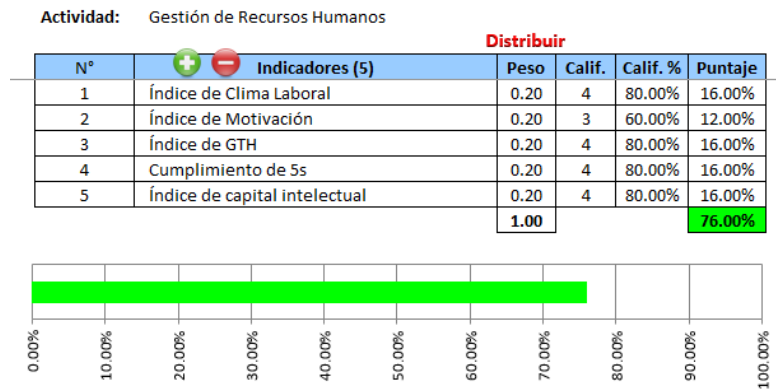 Actividad: Gestión de Recursos Humanos
Distribuir
N° Indicadores (5) Peso Calif. Calif. % Puntaje
1 Índice de Clima Laboral 0.20 4 80.00% 16.00%
2 Índice de Motivación 0.20 3 60.00% 12.00%
3 Índice de GTH 0.20 4 80.00% 16.00%
4 Cumplimiento de 5s 0.20 4 80.00% 16.00%
5 Índice de capital intelectual 0.20 4 80.00% 16.00%
1.00 76.00%
0.00% 10.00% 20.00% 30.00% 40.00% 50.00% 60.00% 70.00% 80.00% 90.00% 100.00%